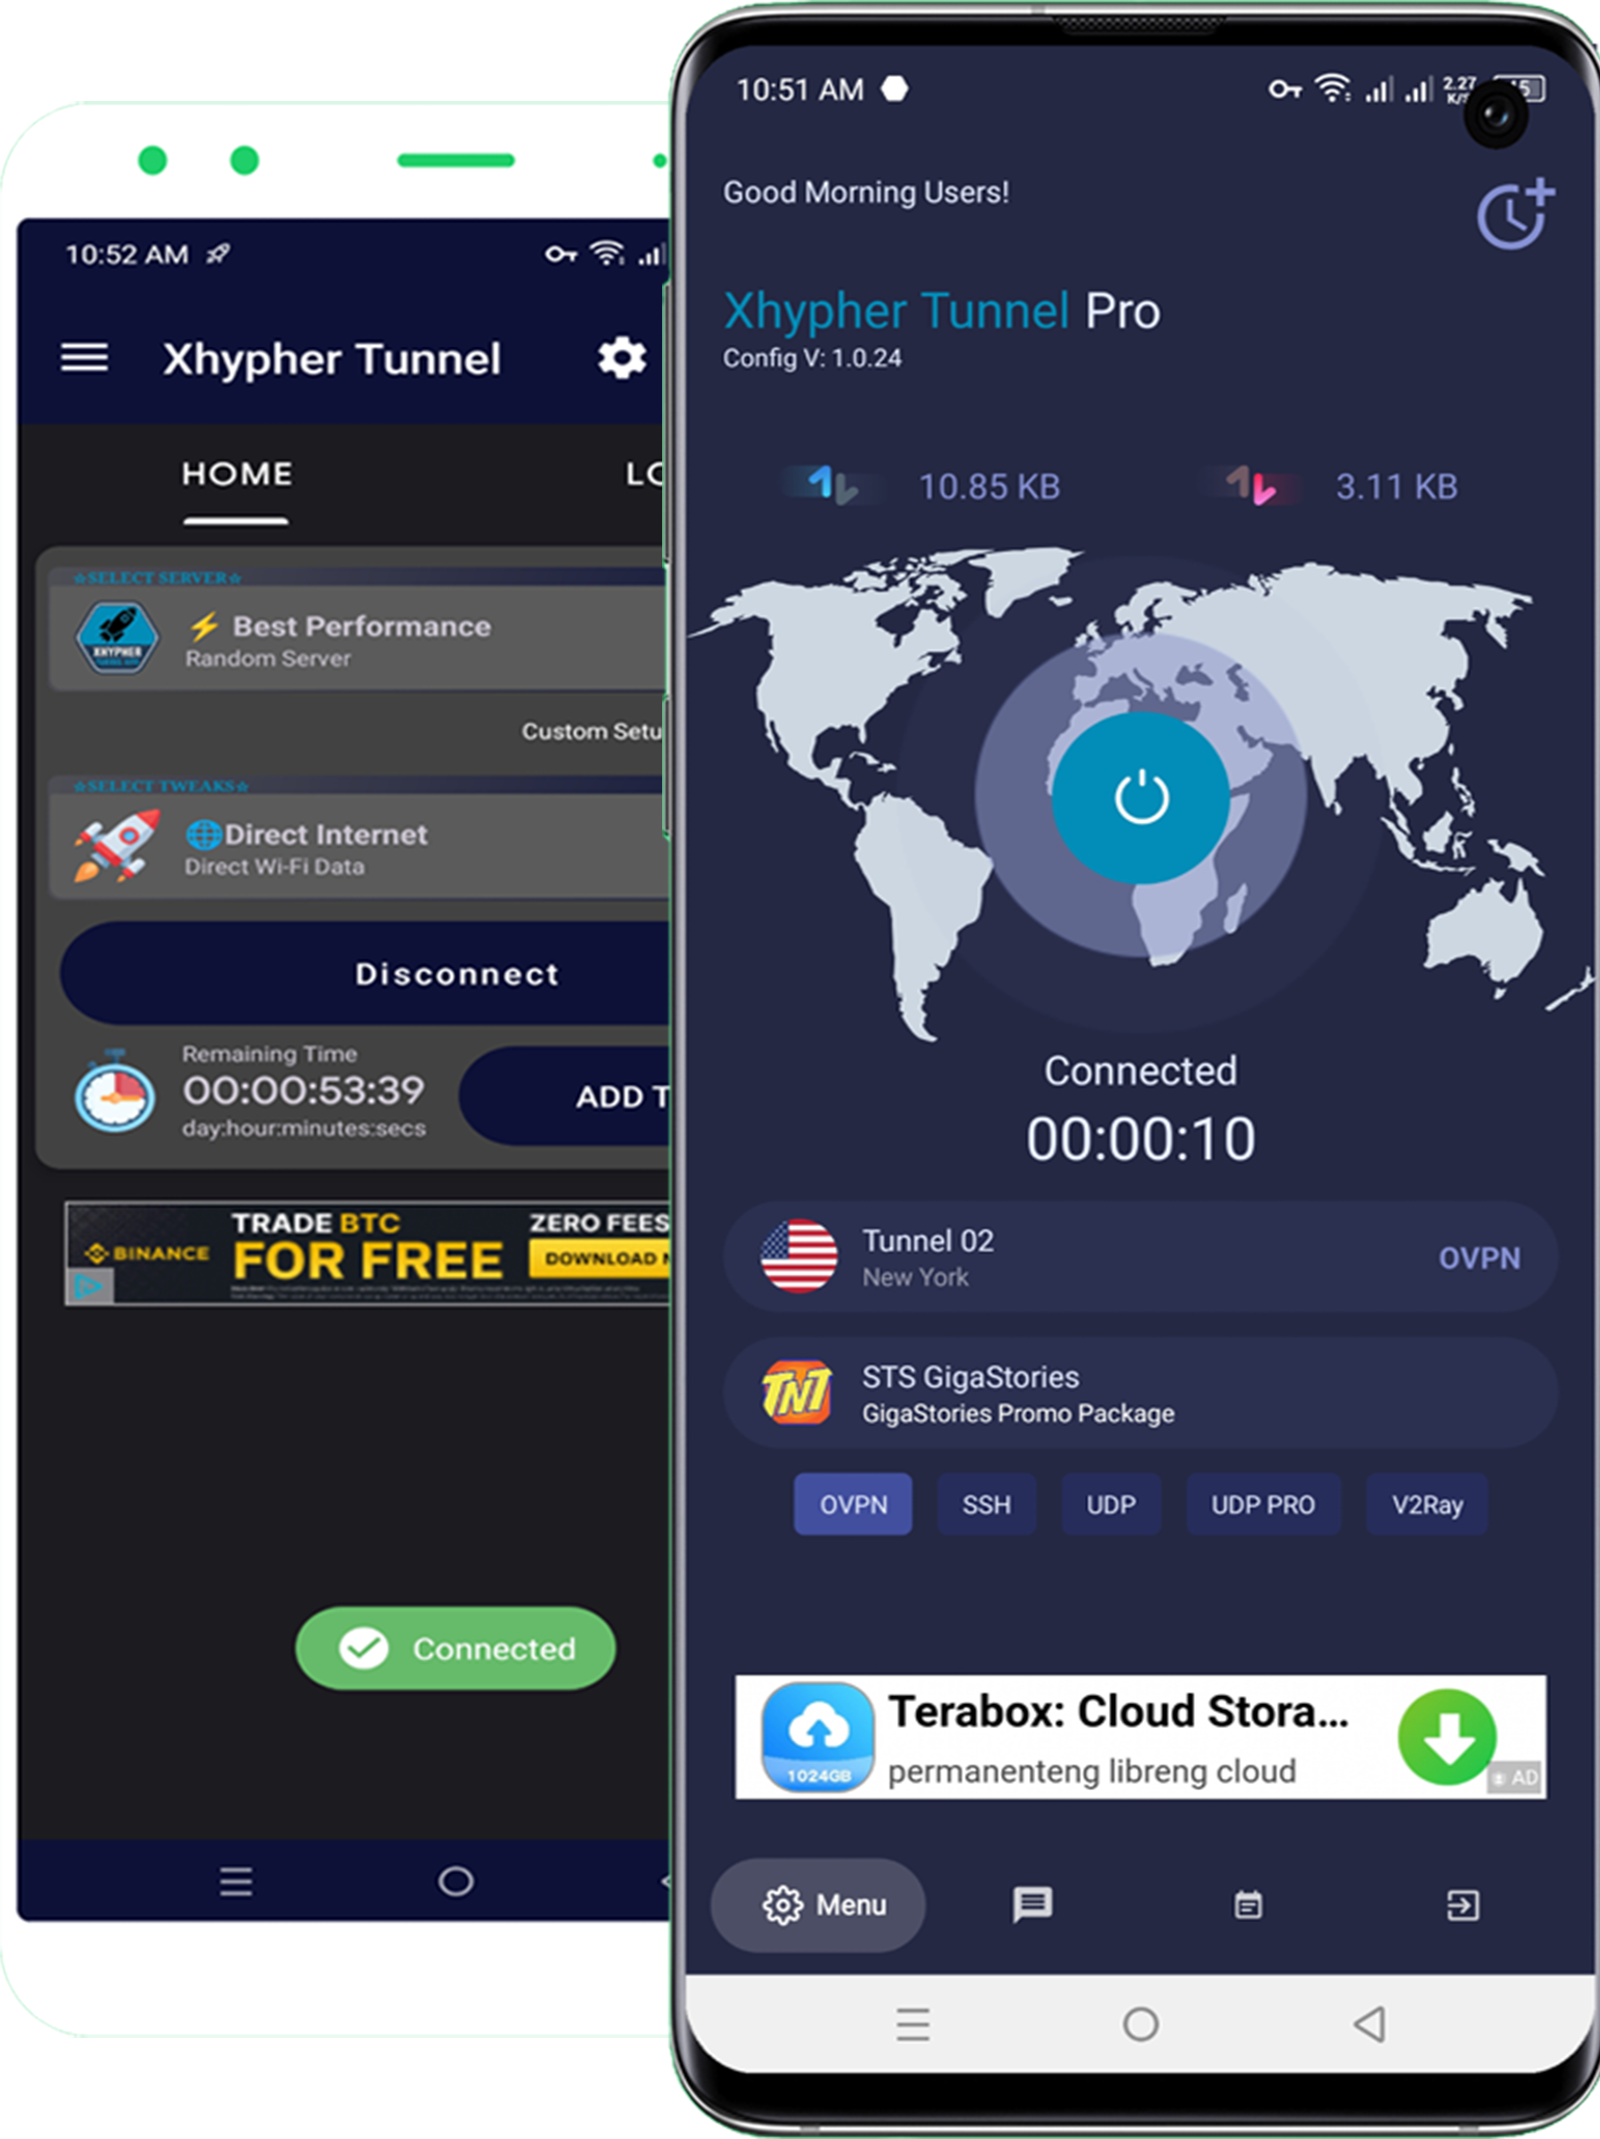 10:52 AM
Xhypher Tunnel
HOME
☆SELECT SERVER☆
XHYPHER
⚡ Best Performance
Random Server
Custom Setu
☆SELECT TWEAKS☆
🌐Direct Internet
Direct Wi-Fi Data
Disconnect
Remaining Time
00:00:53:39
day:hour:minutes:secs
ADD T
BINANCE
TRADE BTC
FOR FREE
ZERO FEES
DOWNLOAD
Connected
10:51 AM
2.27
Good Morning Users!
Xhypher Tunnel Pro
Config V: 1.0.24
10.85 KB
3.11 KB
Connected
00:00:10
Tunnel 02
New York
OVPN
TNT
STS GigaStories
GigaStories Promo Package
OVPN
SSH
UDP
UDP PRO
V2Ray
1024GB
Terabox: Cloud Stora...
permanenteng libreng cloud
AD
Menu